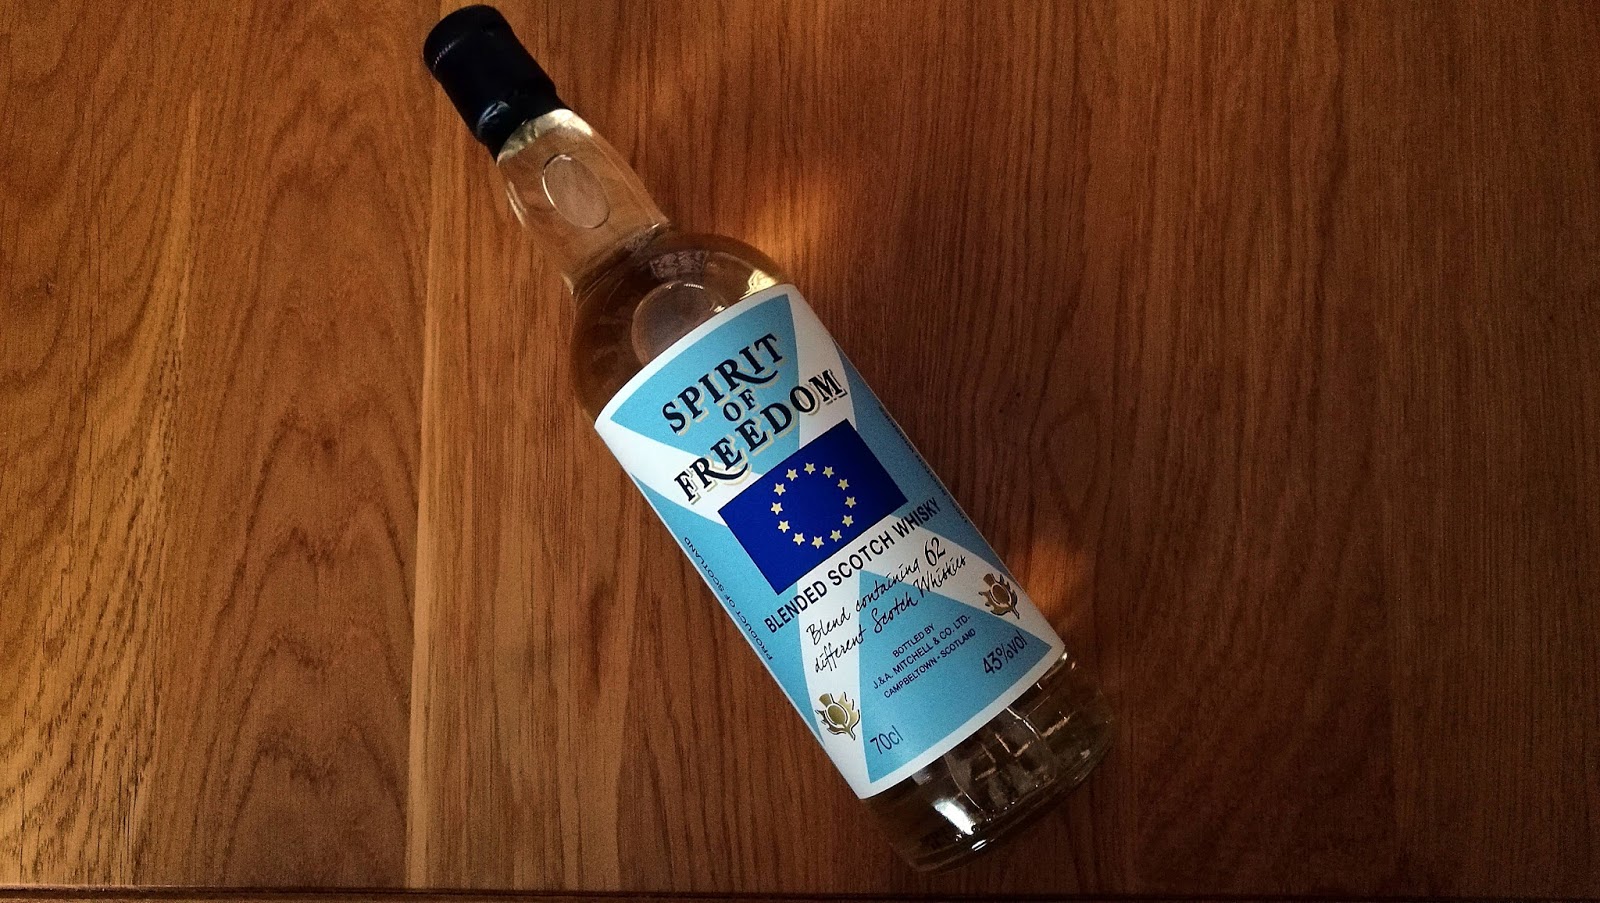 SPIRIT
OF
FREEDOM
BLENDED SCOTCH WHISKY
Blend containing 62
different Scotch Whiskies
BOTTLED BY
J.&A. MITCHELL & CO. LTD.
CAMPBELTOWN - SCOTLAND
70cl
43%vol
PRODUCT OF SCOTLAND